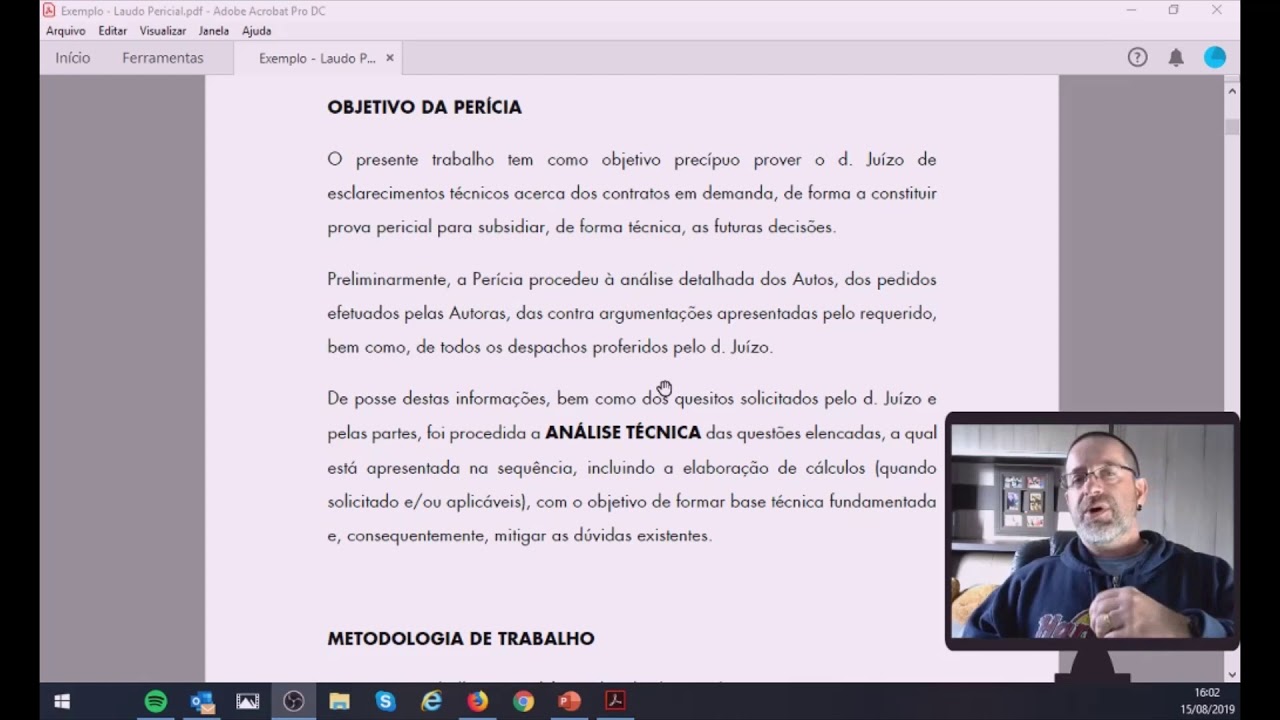 Exemplo - Laudo Pericial.pdf - Adobe Acrobat Pro DC
Arquivo Editar Visualizar Janela Ajuda
Início Ferramentas Exemplo - Laudo P... ×
OBJETIVO DA PERÍCIA
O presente trabalho tem como objetivo precípuo prover o d. Juízo de
esclarecimentos técnicos acerca dos contratos em demanda, de forma a constituir
prova pericial para subsidiar, de forma técnica, as futuras decisões.
Preliminarmente, a Perícia procedeu à análise detalhada dos Autos, dos pedidos
efetuados pelas Autoras, das contra argumentações apresentadas pelo requerido,
bem como, de todos os despachos proferidos pelo d. Juízo.
De posse destas informações, bem como dos quesitos solicitados pelo d. Juízo e
pelas partes, foi procedida a ANÁLISE TÉCNICA das questões elencadas, a qual
está apresentada na sequência, incluindo a elaboração de cálculos (quando
solicitado e/ou aplicáveis), com o objetivo de formar base técnica fundamentada
e, consequentemente, mitigar as dúvidas existentes.
METODOLOGIA DE TRABALHO
16:02
15/08/2019